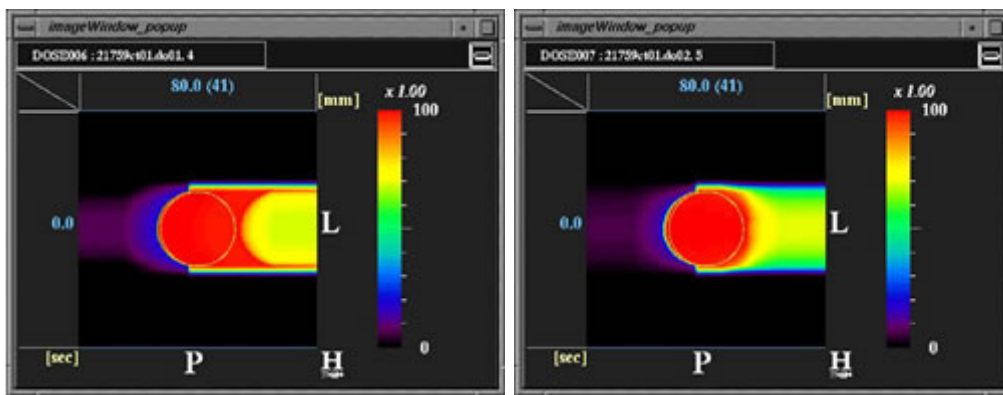 imageWindow_popup
DOSE006 : 21759ct01.do01. 4
80.0 (41)
[mm]
x 1.00
100
0.0
L
0
[sec]
P
H
imageWindow_popup
DOSE007 : 21759ct01.do02. 5
80.0 (41)
[mm]
x 1.00
100
0.0
L
0
[sec]
P
H